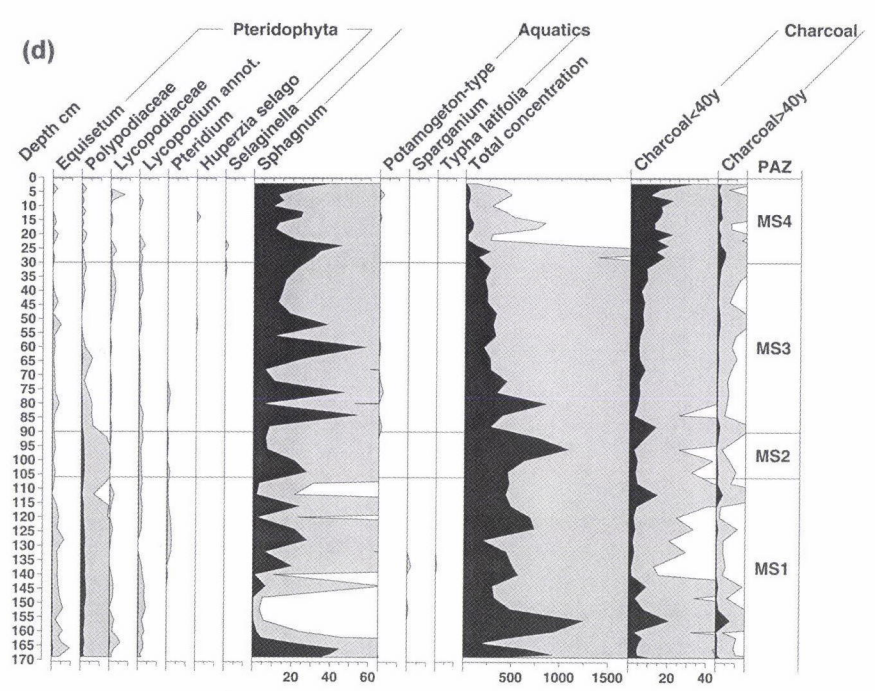 (d)
Pteridophyta
Aquatics
Charcoal
Depth cm
Equisetum
Polypodiaceae
Lycopodiaceae
Lycopodium annot.
Pteridium
Huperzia selago
Selaginella
Sphagnum
Potamogeton-type
Sparganium
Typha latifolia
Total concentration
Charcoal<40y
Charcoal>40y
PAZ
0
5
10
15
20
25
30
35
40
45
50
55
60
65
70
75
80
85
90
95
100
105
110
115
120
125
130
135
140
145
150
155
160
165
170
MS4
MS3
MS2
MS1
20 40 60
500 1000 1500
20 40